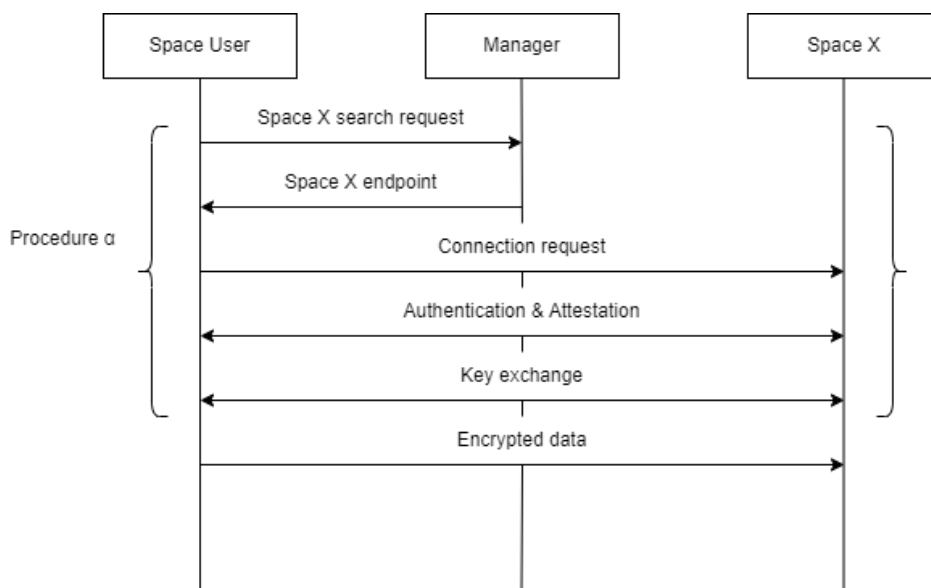 Space User
Manager
Space X
Space X search request
Space X endpoint
Procedure α
Connection request
Authentication & Attestation
Key exchange
Encrypted data